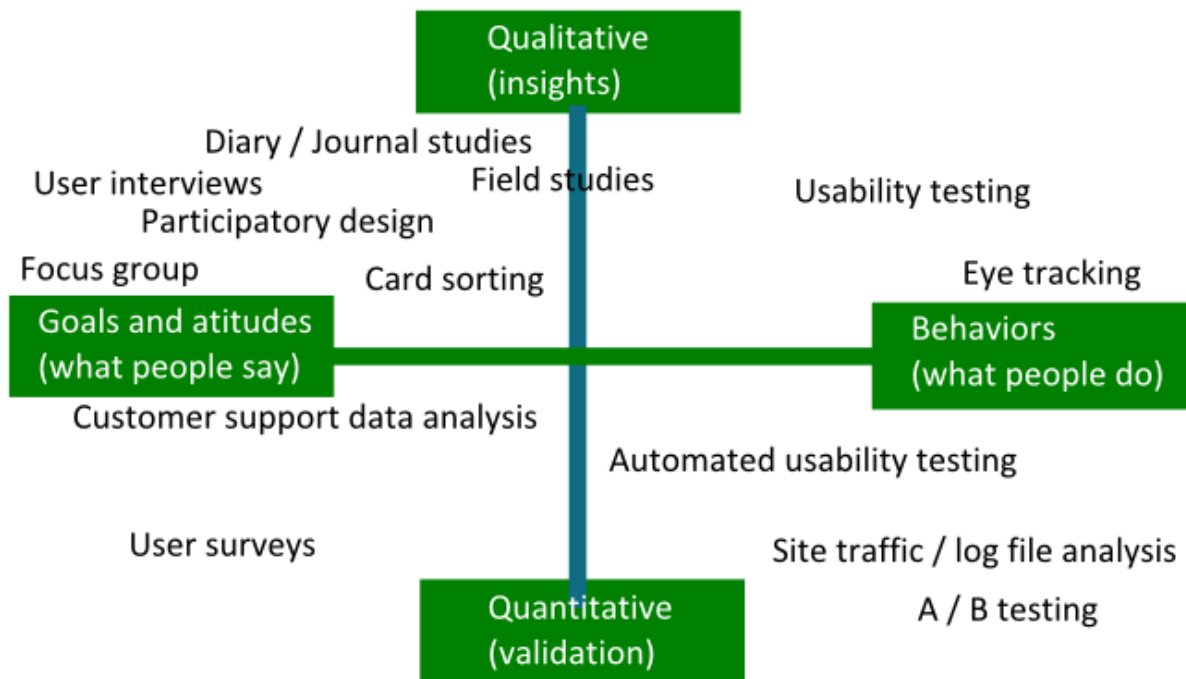 Qualitative
(insights)
Diary / Journal studies
User interviews
Field studies
Usability testing
Participatory design
Focus group
Card sorting
Eye tracking
Goals and atitudes
(what people say)
Behaviors
(what people do)
Customer support data analysis
Automated usability testing
User surveys
Site traffic / log file analysis
Quantitative
(validation)
A / B testing